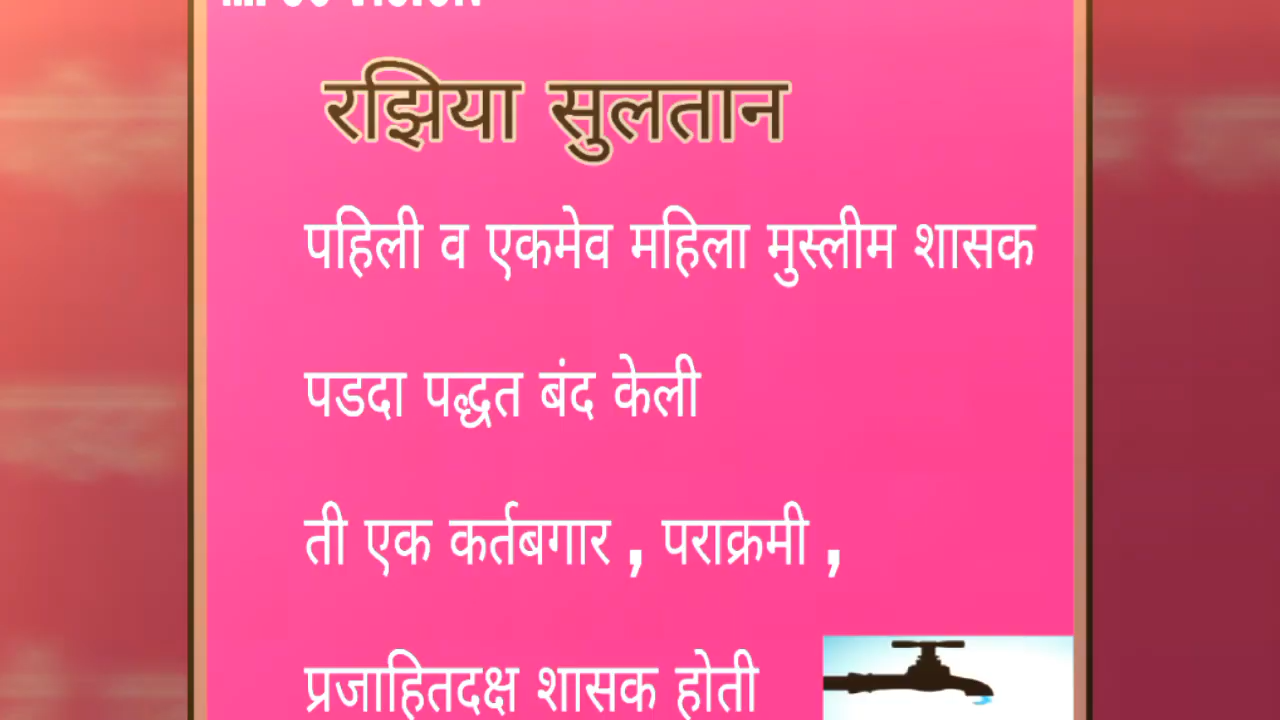 रझिया सुलतान
पहिली व एकमेव महिला मुस्लीम शासक
पडदा पद्धत बंद केली
ती एक कर्तबगार , पराक्रमी ,
प्रजाहितदक्ष शासक होती